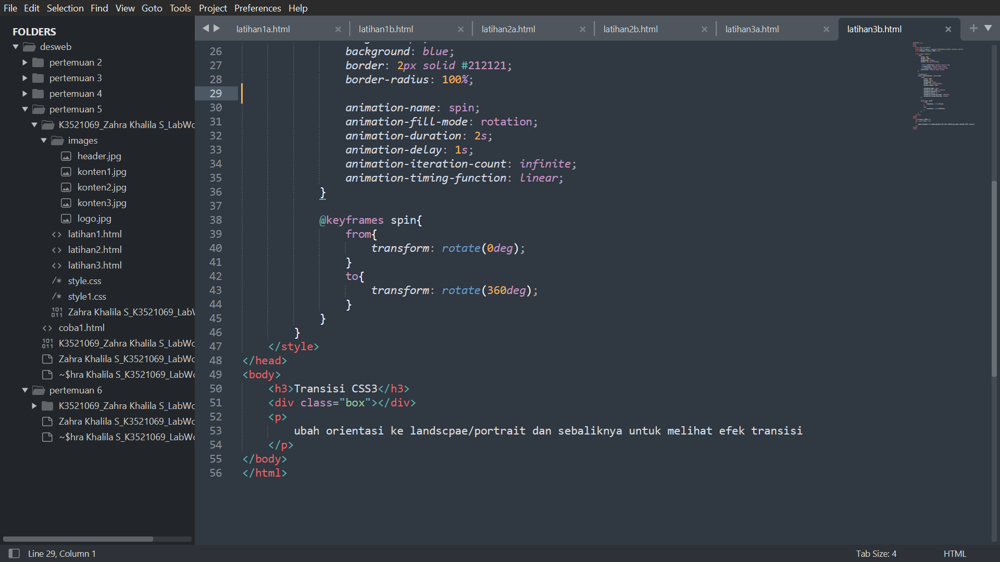 File Edit Selection Find View Goto Tools Project Preferences Help
FOLDERS
desweb
pertemuan 2
pertemuan 3
pertemuan 4
pertemuan 5
K3521069_Zahra Khalila S_LabWo
images
header.jpg
konten1.jpg
konten2.jpg
konten3.jpg
logo.jpg
latihan1.html
latihan2.html
latihan3.html
style.css
style1.css
Zahra Khalila S_K3521069_LabW
coba1.html
K3521069_Zahra Khalila S_LabWo
Zahra Khalila S_K3521069_LabWo
~$hra Khalila S_K3521069_LabWo
pertemuan 6
K3521069_Zahra Khalila S_LabWo
Zahra Khalila S_K3521069_LabWo
~$hra Khalila S_K3521069_LabWo
latihan1a.html latihan1b.html latihan2a.html latihan2b.html latihan3a.html latihan3b.html
26 background: blue;
27 border: 2px solid #212121;
28 border-radius: 100%;
29
30 animation-name: spin;
31 animation-fill-mode: rotation;
32 animation-duration: 2s;
33 animation-delay: 1s;
34 animation-iteration-count: infinite;
35 animation-timing-function: linear;
36 }
37
38 @keyframes spin{
39 from{
40 transform: rotate(0deg);
41 }
42 to{
43 transform: rotate(360deg);
44 }
45 }
46 }
47 </style>
48 </head>
49 <body>
50 <h3>Transisi CSS3</h3>
51 <div class="box"></div>
52 <p>
53 ubah orientasi ke landscpae/portrait dan sebaliknya untuk melihat efek transisi
54 </p>
55 </body>
56 </html>
Line 29, Column 1
Tab Size: 4
HTML